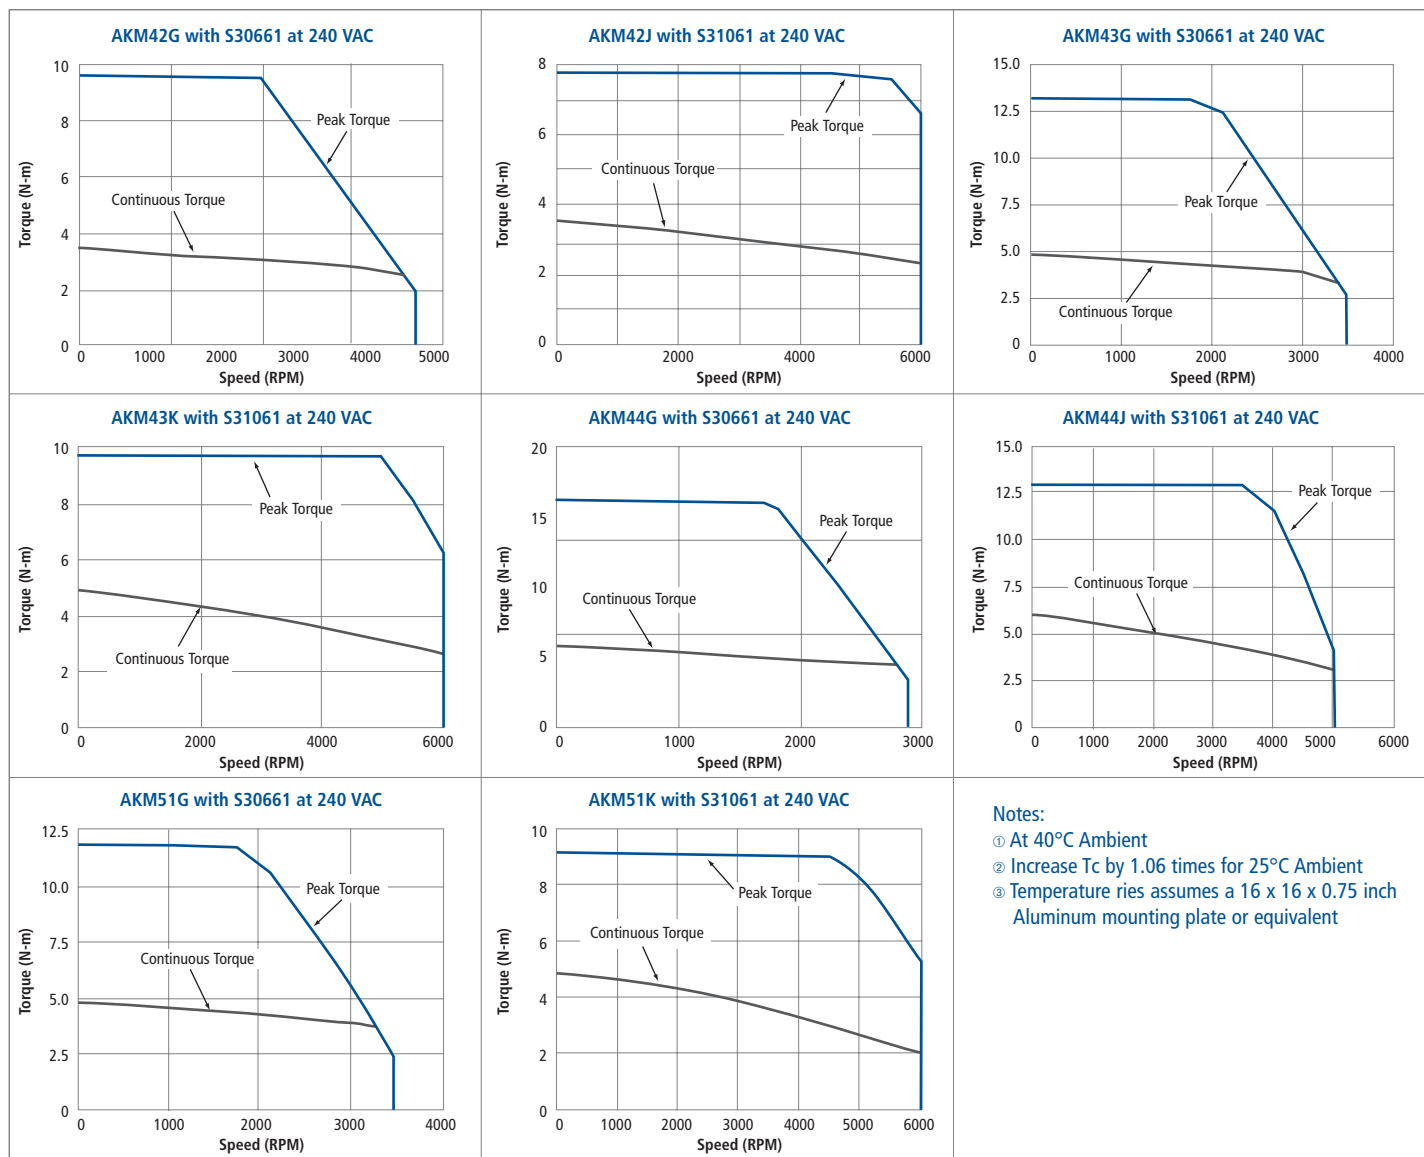 AKM42G with S30661 at 240 VAC
10
8
6
4
2
0
Torque (N-m)
Peak Torque
Continuous Torque
0 1000 2000 3000 4000 5000
Speed (RPM)
AKM42J with S31061 at 240 VAC
8
6
4
2
0
Torque (N-m)
Peak Torque
Continuous Torque
0 2000 4000 6000
Speed (RPM)
AKM43G with S30661 at 240 VAC
15.0
12.5
10.0
7.5
5.0
2.5
0
Torque (N-m)
Peak Torque
Continuous Torque
0 1000 2000 3000 4000
Speed (RPM)
AKM43K with S31061 at 240 VAC
10
8
6
4
2
0
Torque (N-m)
Peak Torque
Continuous Torque
0 2000 4000 6000
Speed (RPM)
AKM44G with S30661 at 240 VAC
20
15
10
5
0
Torque (N-m)
Peak Torque
Continuous Torque
0 1000 2000 3000
Speed (RPM)
AKM44J with S31061 at 240 VAC
15.0
12.5
10.0
7.5
5.0
2.5
0
Torque (N-m)
Peak Torque
Continuous Torque
0 1000 2000 3000 4000 5000 6000
Speed (RPM)
AKM51G with S30661 at 240 VAC
12.5
10.0
7.5
5.0
2.5
0
Torque (N-m)
Peak Torque
Continuous Torque
0 1000 2000 3000 4000
Speed (RPM)
AKM51K with S31061 at 240 VAC
10
8
6
4
2
0
Torque (N-m)
Peak Torque
Continuous Torque
0 1000 2000 3000 4000 5000 6000
Speed (RPM)
Notes:
① At 40°C Ambient
② Increase Tc by 1.06 times for 25°C Ambient
③ Temperature ries assumes a 16 x 16 x 0.75 inch
Aluminum mounting plate or equivalent